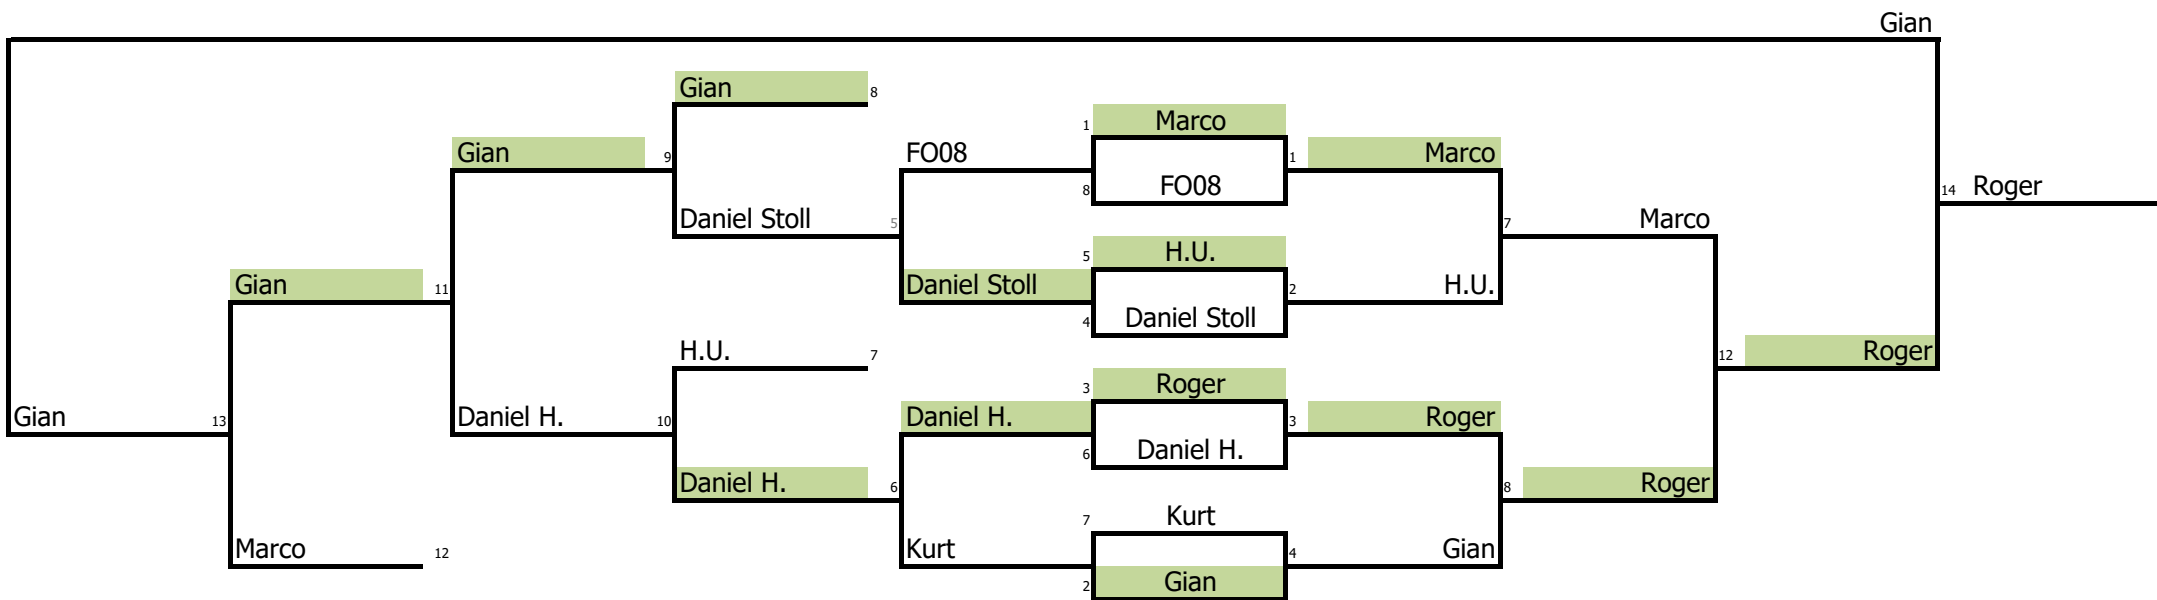 Gian
Gian 8
1 Marco
Gian 9 FO08 1 Marco
8 FO08
14 Roger
Daniel Stoll 5 7 Marco
5 H.U.
Gian 11 Daniel Stoll 2 H.U.
4 Daniel Stoll
H.U. 7 12 Roger
3 Roger
Gian 13 Daniel H. 10 Daniel H. 3 Roger
6 Daniel H.
Daniel H. 6 8 Roger
7 Kurt
Marco 12 Kurt 4 Gian
2 Gian